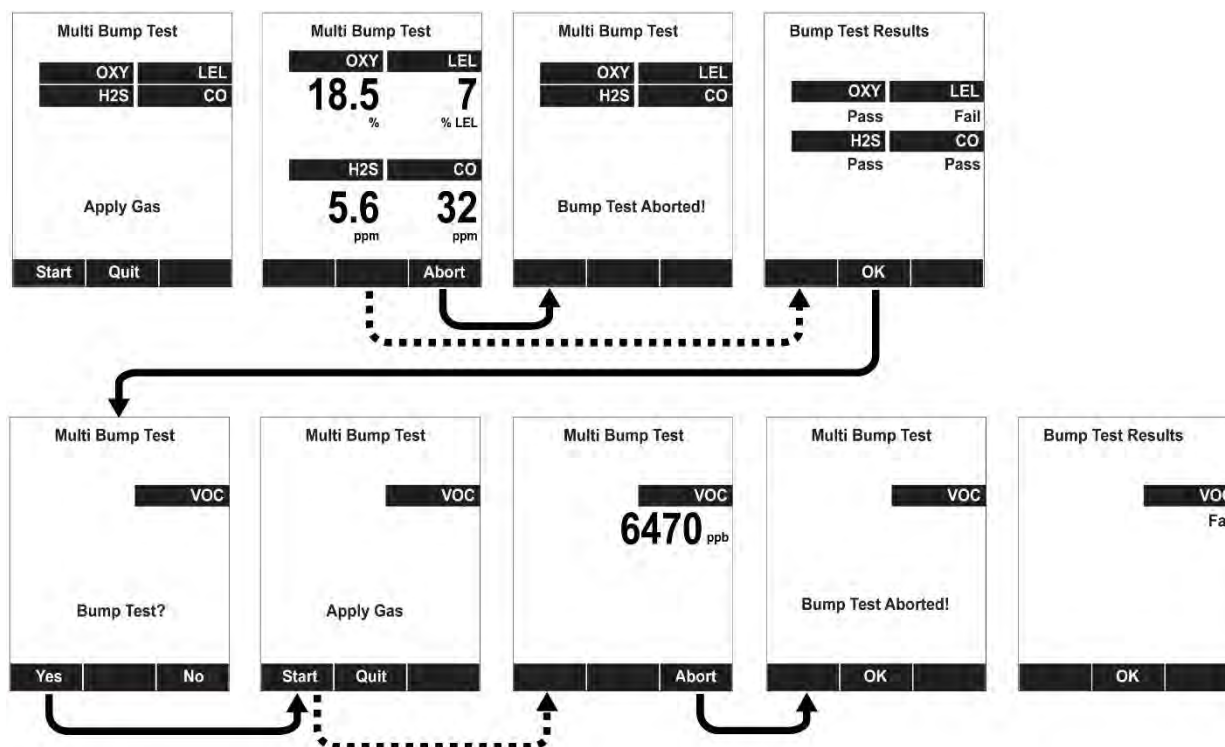 Multi Bump Test
OXY LEL
H2S CO
Apply Gas
Start Quit
Multi Bump Test
OXY LEL
18.5 7
% % LEL
H2S CO
5.6 32
ppm ppm
Abort
Multi Bump Test
OXY LEL
H2S CO
Bump Test Aborted!
Bump Test Results
OXY LEL
Pass Fail
H2S CO
Pass Pass
OK
Multi Bump Test
VOC
Bump Test?
Yes No
Multi Bump Test
VOC
Apply Gas
Start Quit
Multi Bump Test
VOC
6470 ppb
Abort
Multi Bump Test
VOC
Bump Test Aborted!
OK
Bump Test Results
OK